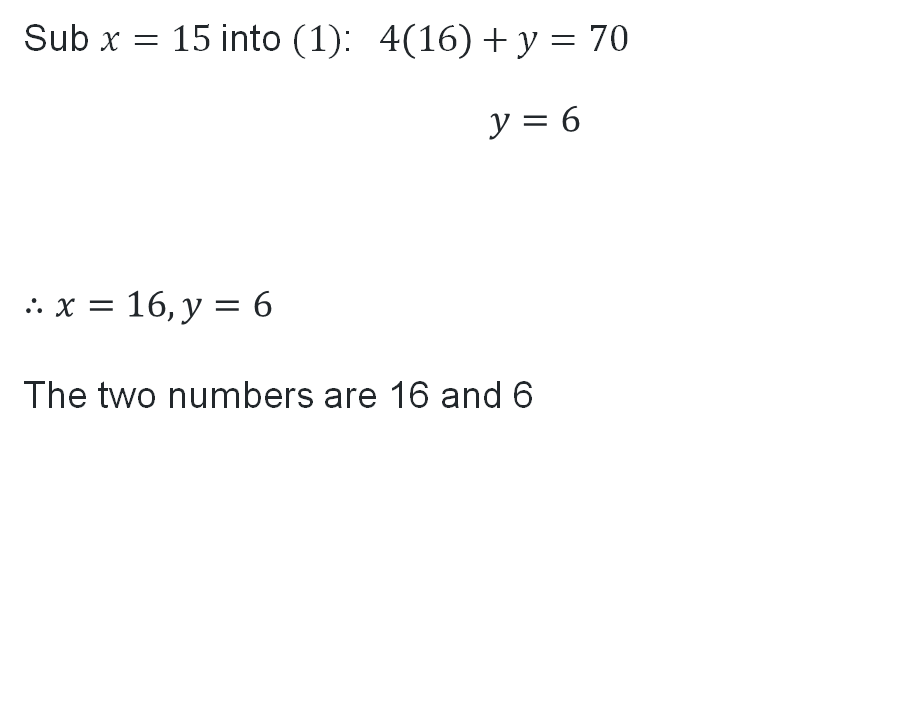 Sub x = 15 into (1): 4(16) + y = 70
y = 6
∴ x = 16, y = 6
The two numbers are 16 and 6